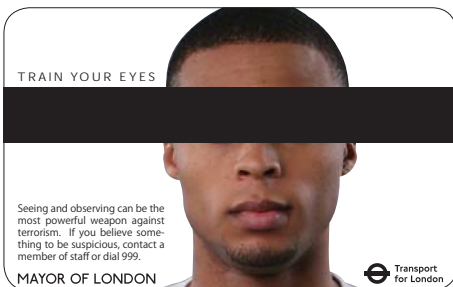 TRAIN YOUR EYES
Seeing and observing can be the
most powerful weapon against
terrorism. If you believe some-
thing to be suspicious, contact a
member of staff or dial 999.
MAYOR OF LONDON
Transport
for London